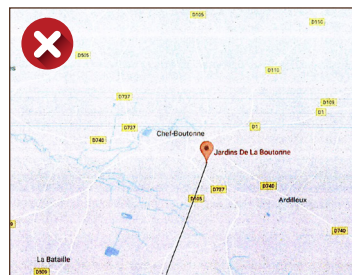 D105
D110
D505
D737
D110
D105
D1
D737
Chef-Boutonne
D1
D740
Jardins De La Boutonne
D505
D737
D740
Ardilleux
D740
La Bataille
D505